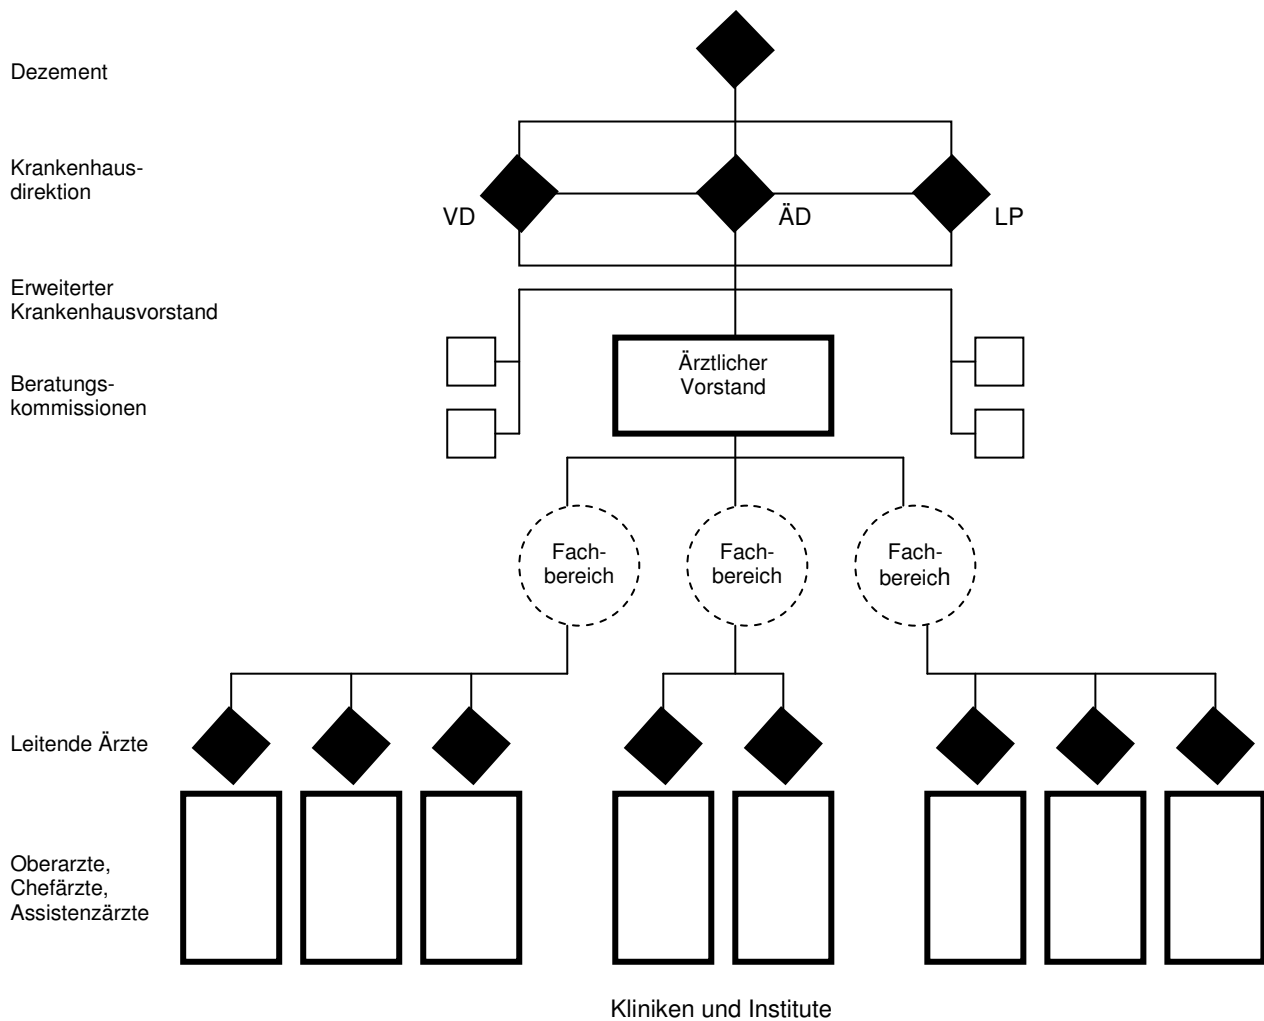 Dezement
Krankenhaus-
direktion
VD
ÄD
LP
Erweiterter
Krankenhausvorstand
Beratungs-
kommissionen
Ärztlicher
Vorstand
Fach-
bereich
Fach-
bereich
Fach-
bereich
Leitende Ärzte
Oberarzte,
Chefärzte,
Assistenzärzte
Kliniken und Institute